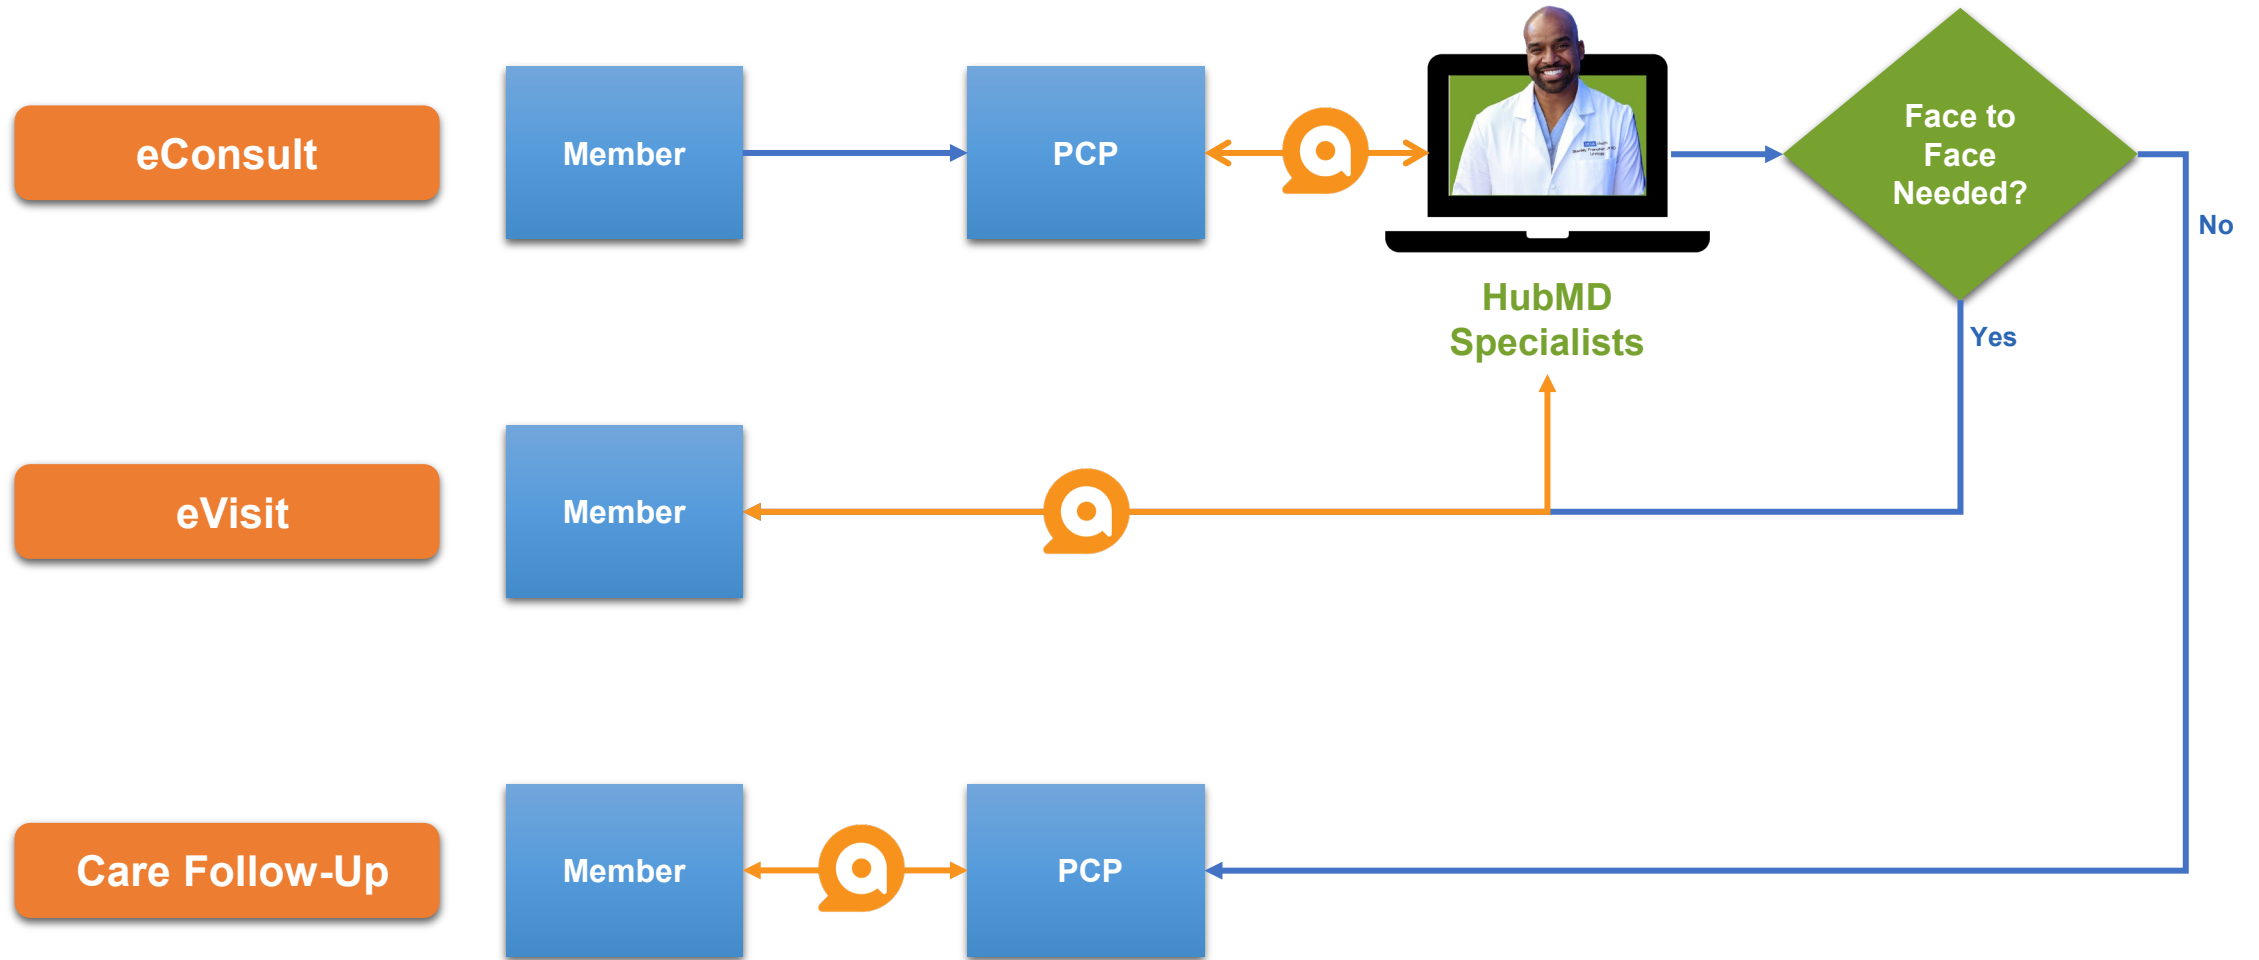 eConsult
Member
PCP
Face to
Face
Needed?
No
HubMD
Specialists
Yes
eVisit
Member
Care Follow-Up
Member
PCP